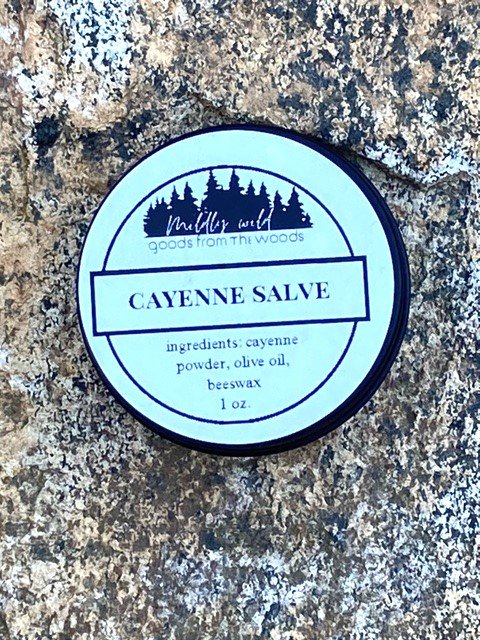 Mildly wild
goods from the woods
CAYENNE SALVE
ingredients: cayenne
powder, olive oil,
beeswax
1 oz.